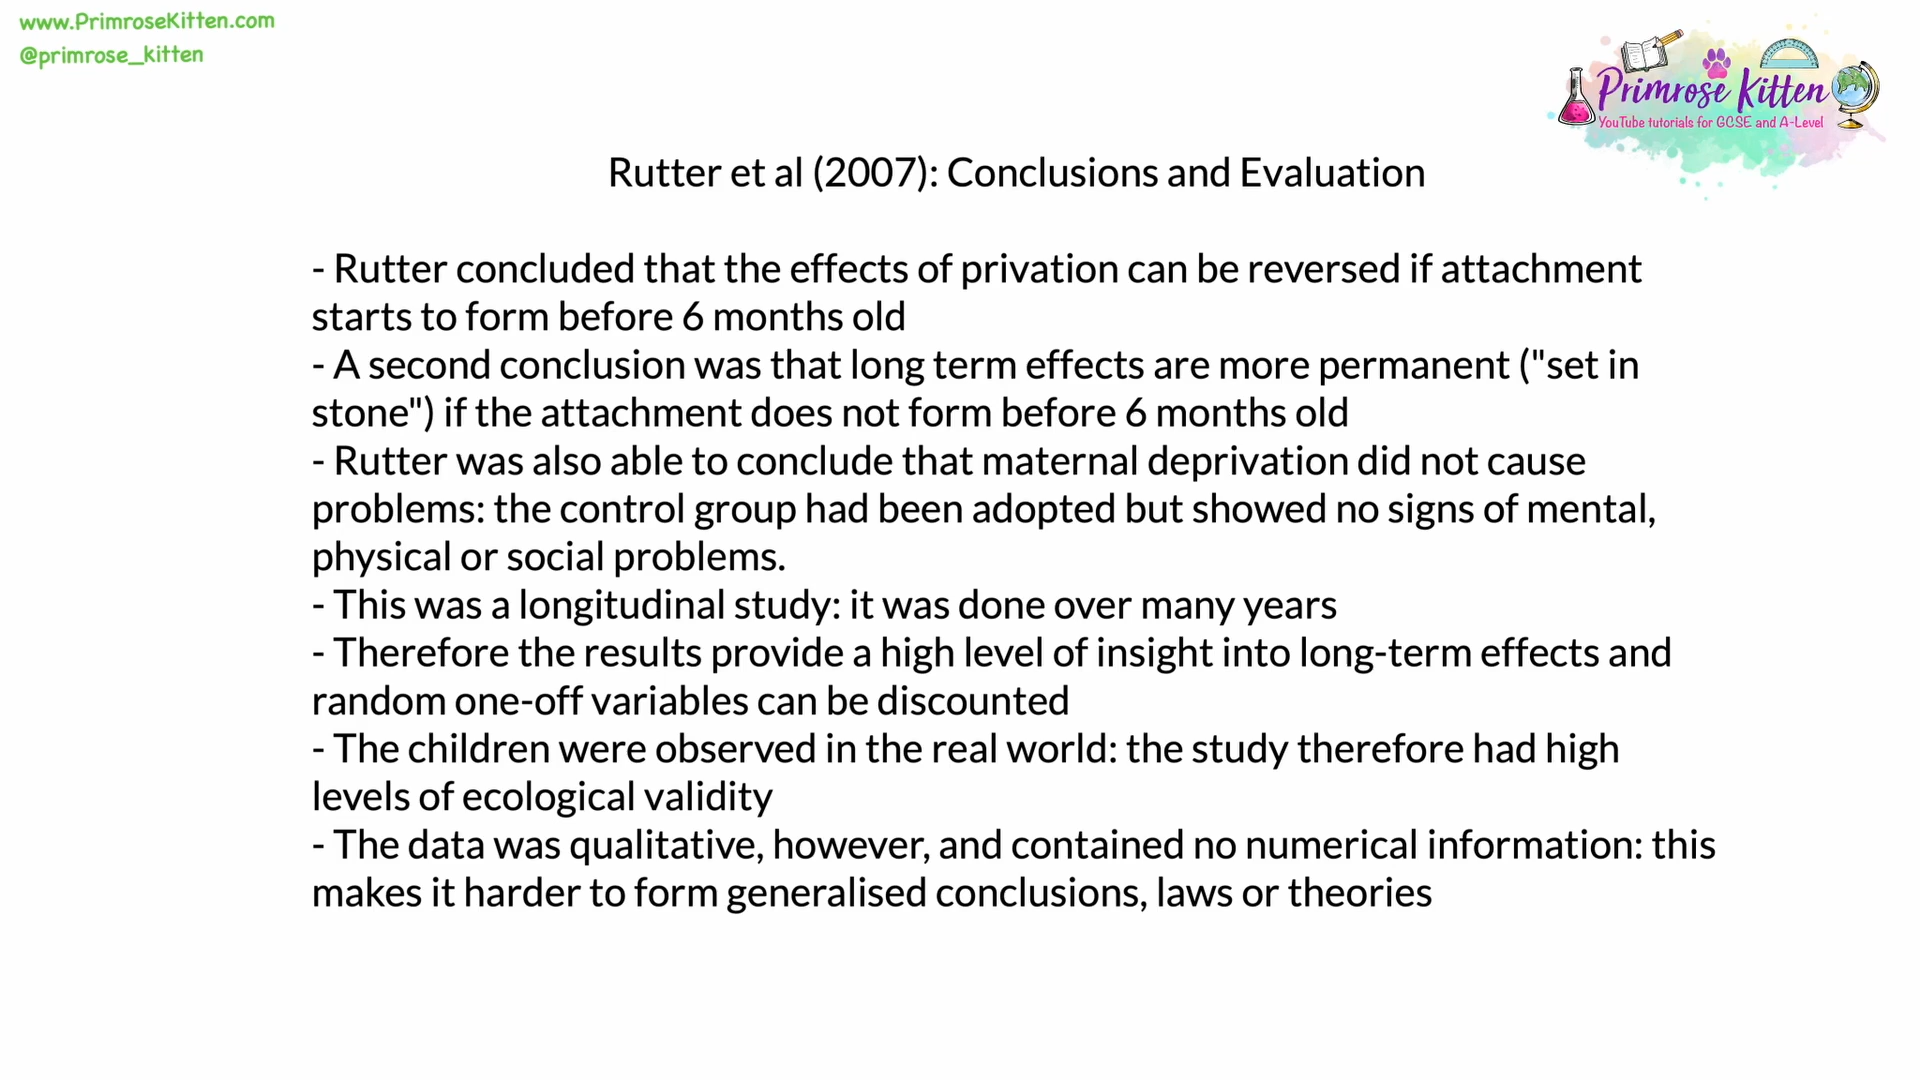 www.PrimroseKitten.com
@primrose_kitten
Primrose Kitten
YouTube tutorials for GCSE and A-Level
Rutter et al (2007): Conclusions and Evaluation
- Rutter concluded that the effects of privation can be reversed if attachment
starts to form before 6 months old
- A second conclusion was that long term effects are more permanent ("set in
stone") if the attachment does not form before 6 months old
- Rutter was also able to conclude that maternal deprivation did not cause
problems: the control group had been adopted but showed no signs of mental,
physical or social problems.
- This was a longitudinal study: it was done over many years
- Therefore the results provide a high level of insight into long-term effects and
random one-off variables can be discounted
- The children were observed in the real world: the study therefore had high
levels of ecological validity
- The data was qualitative, however, and contained no numerical information: this
makes it harder to form generalised conclusions, laws or theories